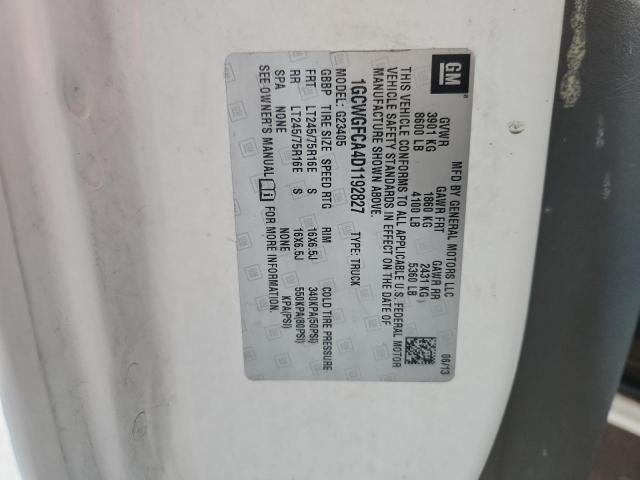 GM
MFD BY GENERAL MOTORS LLC
06/13
GVWR GAWR FRT GAWR RR
3901 KG 1860 KG 2431 KG
8600 LB 4100 LB 5360 LB
THIS VEHICLE CONFORMS TO ALL APPLICABLE U.S. FEDERAL MOTOR
VEHICLE SAFETY STANDARDS IN EFFECT ON THE DATE OF
MANUFACTURE SHOWN ABOVE.
1GCWGFCA4D1192827 TYPE: TRUCK
MODEL: G23405
GBBP TIRE SIZE SPEED RTG RIM COLD TIRE PRESSURE
FRT LT245/75R16E S 16X6.5J 340KPA(50PSI)
RR LT245/75R16E S 16X6.5J 550KPA(80PSI)
SPA NONE NONE KPA(PSI)
SEE OWNER'S MANUAL i FOR MORE INFORMATION.